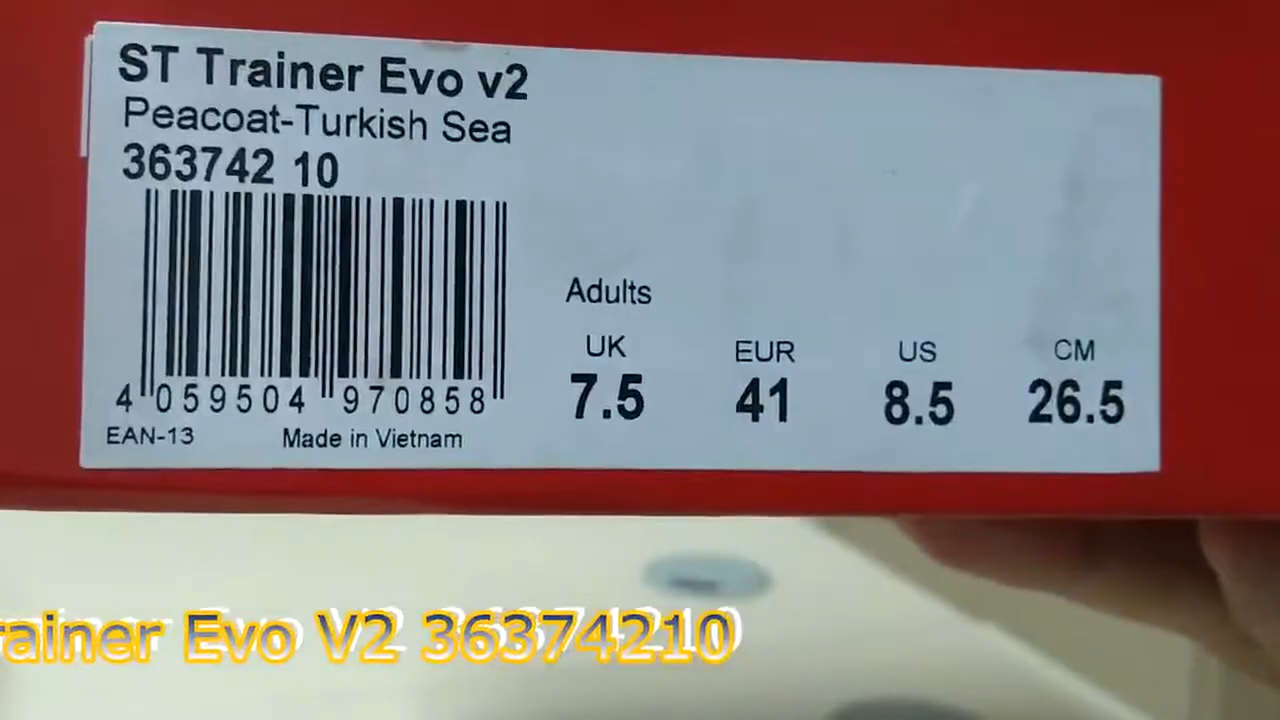 ST Trainer Evo v2
Peacoat-Turkish Sea
363742 10
4 059504 970858
EAN-13 Made in Vietnam
Adults
UK EUR US CM
7.5 41 8.5 26.5
rainer Evo V2 36374210